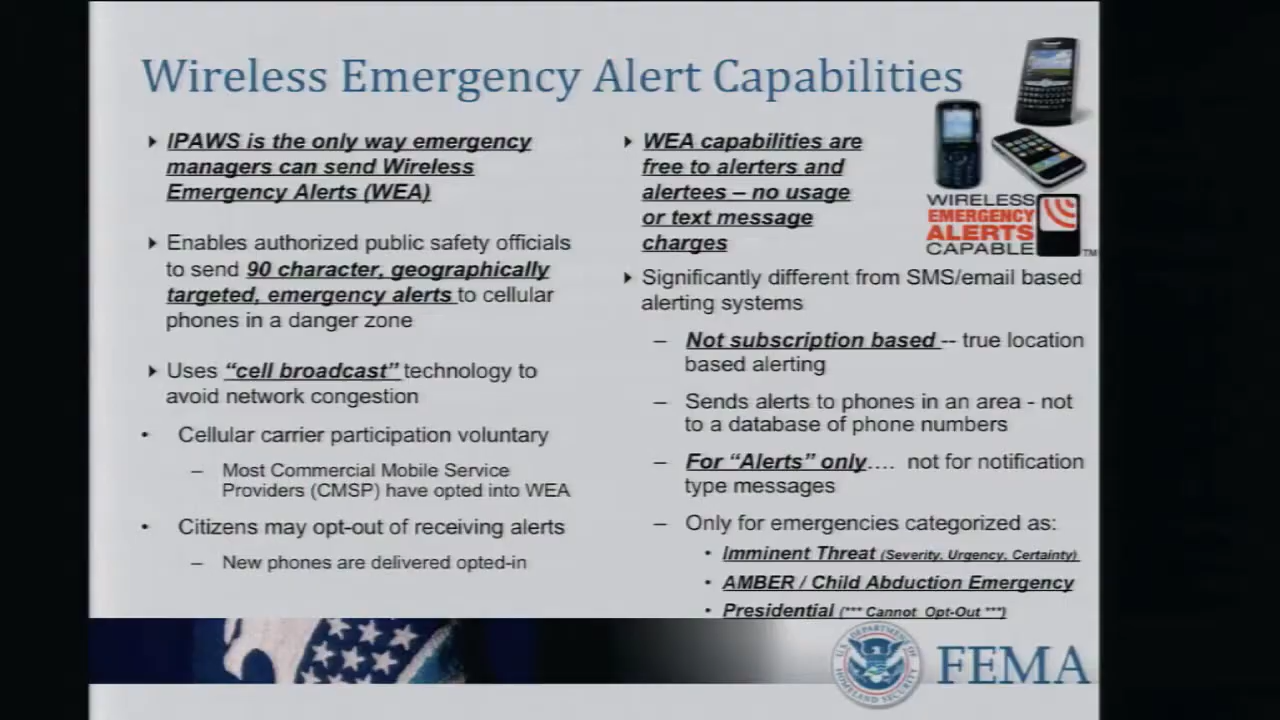 Wireless Emergency Alert Capabilities
IPAWS is the only way emergency
managers can send Wireless
Emergency Alerts (WEA)
Enables authorized public safety officials
to send 90 character, geographically
targeted, emergency alerts to cellular
phones in a danger zone
Uses “cell broadcast” technology to
avoid network congestion
• Cellular carrier participation voluntary
– Most Commercial Mobile Service
Providers (CMSP) have opted into WEA
• Citizens may opt-out of receiving alerts
– New phones are delivered opted-in
WEA capabilities are
free to alerters and
alertees – no usage
or text message
charges
WIRELESS
EMERGENCY
ALERTS
CAPABLE
TM
Significantly different from SMS/email based
alerting systems
– Not subscription based -- true location
based alerting
– Sends alerts to phones in an area - not
to a database of phone numbers
– For “Alerts” only…. not for notification
type messages
– Only for emergencies categorized as:
• Imminent Threat (Severity, Urgency, Certainty)
• AMBER / Child Abduction Emergency
• Presidential (*** Cannot Opt-Out ***)
U.S. DEPARTMENT OF
HOMELAND SECURITY
FEMA